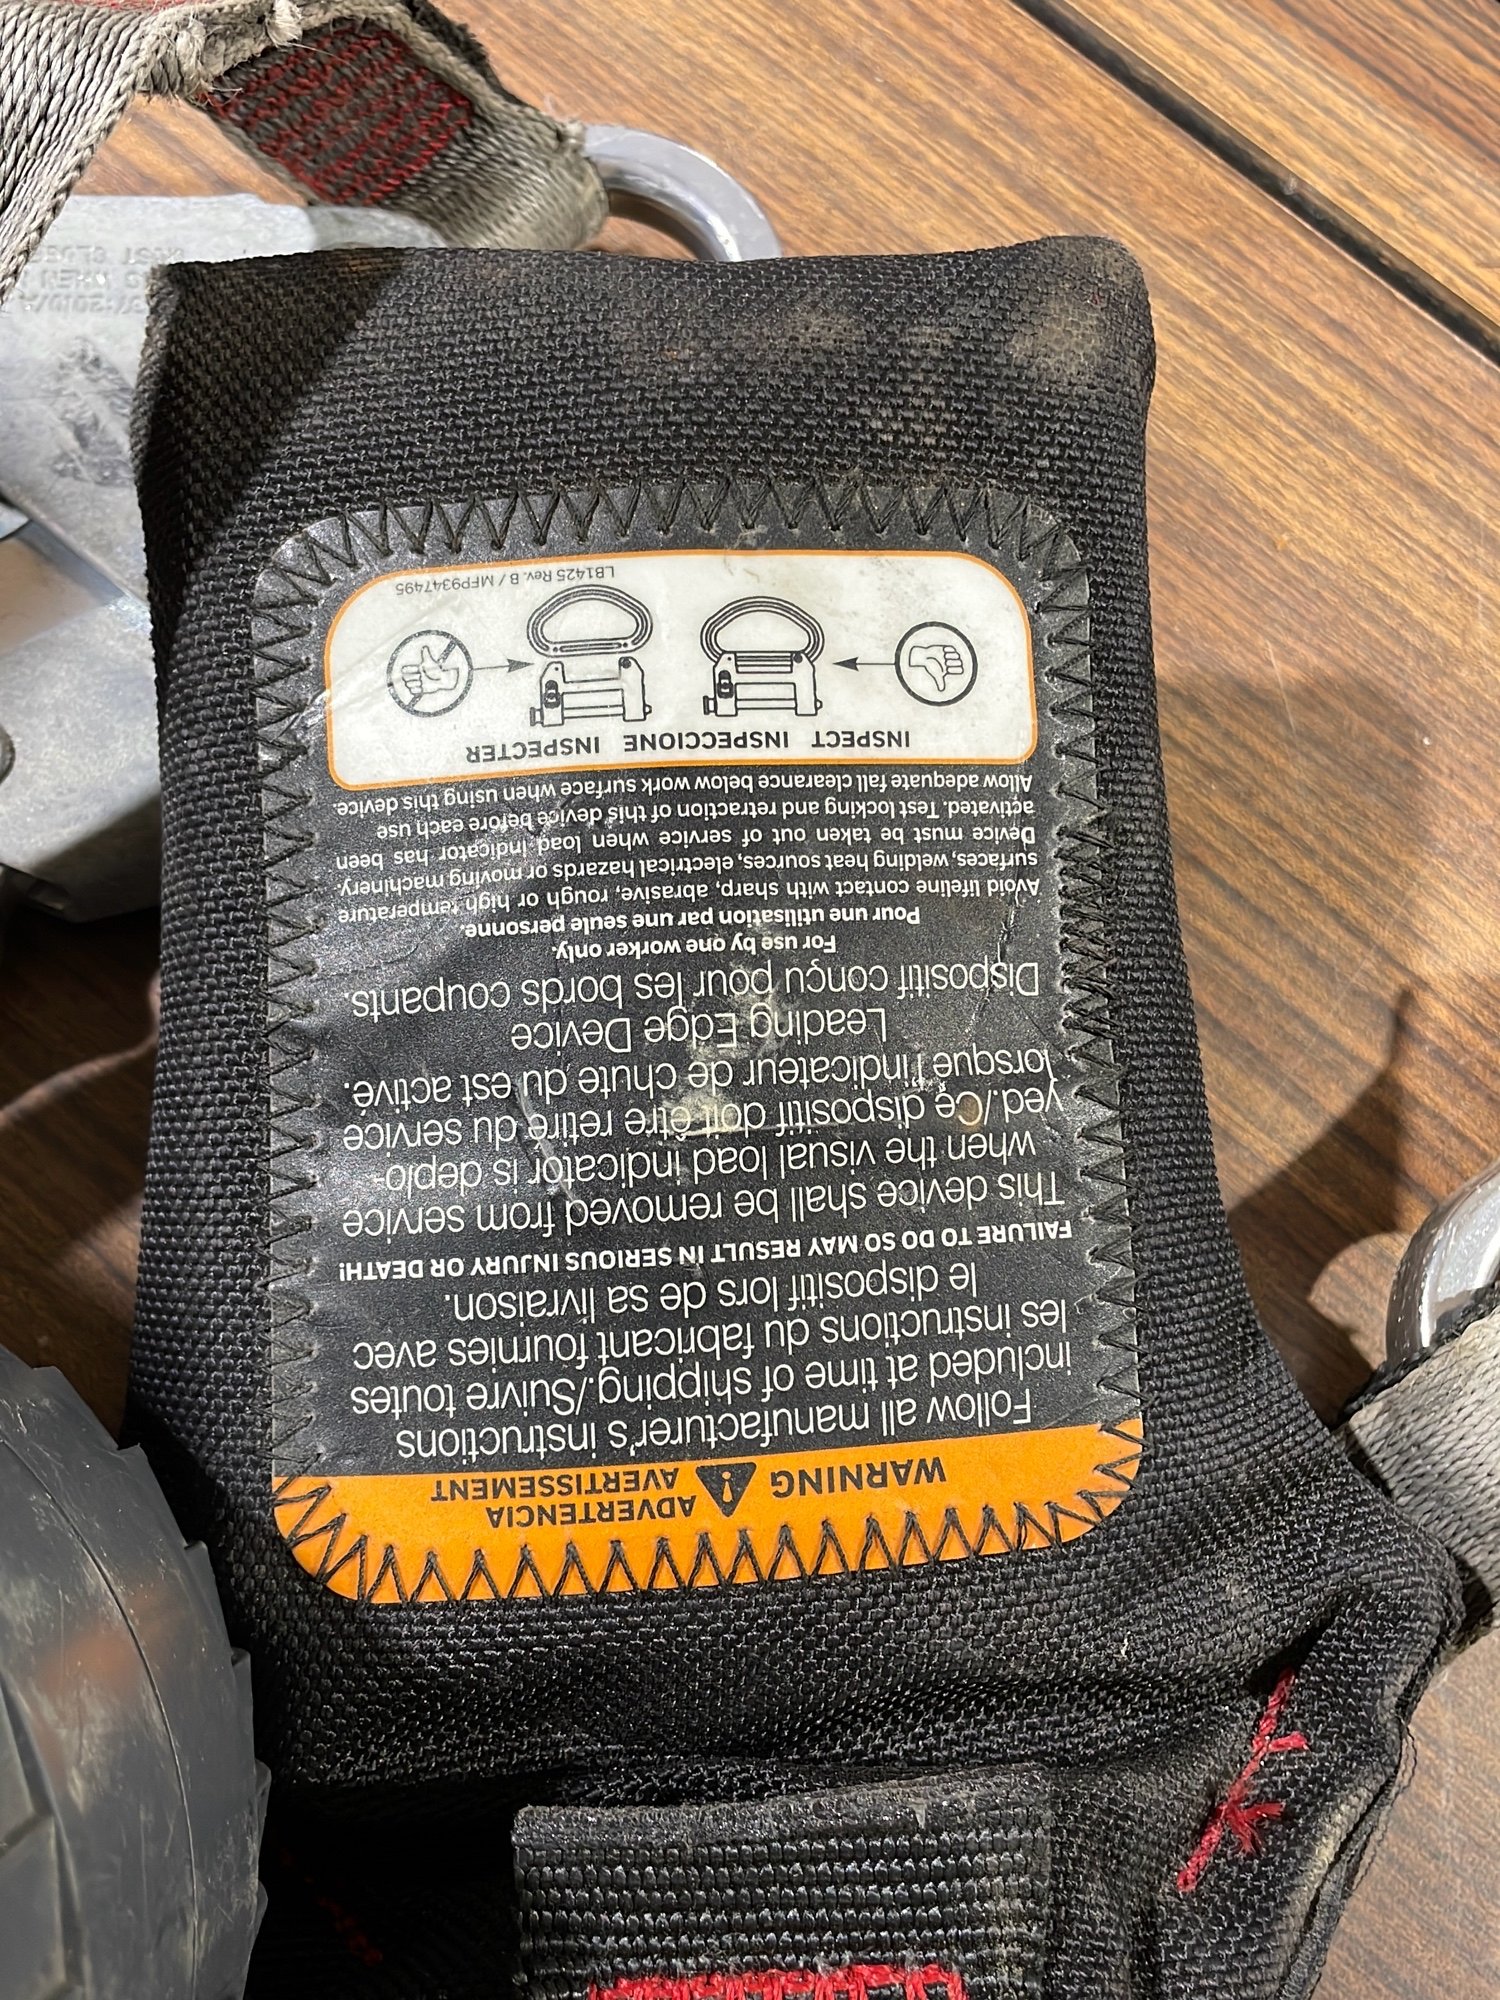 WARNING
ADVERTENCIA
AVERTISSEMENT
Follow all manufacturer's instructions
included at time of shipping./Suivre toutes
les instructions du fabricant fournies avec
le dispositif lors de sa livraison.
FAILURE TO DO SO MAY RESULT IN SERIOUS INJURY OR DEATH!
This device shall be removed from service
when the visual load indicator is deplo-
yed./Ce dispositif doit être retiré du service
lorsque l'indicateur de chute du est activé.
Leading Edge Device
Dispositif conçu pour les bords coupants.
For use by one worker only.
Pour une utilisation par une seule personne.
Avoid lifeline contact with sharp, abrasive, rough or high temperature
surfaces, welding heat sources, electrical hazards or moving machinery.
Device must be taken out of service when load indicator has been
activated. Test locking and retraction of this device before each use
Allow adequate fall clearance below work surface when using this device.
INSPECT INSPECCIONE INSPECTER
LB1425 Rev. B / MFP9347495